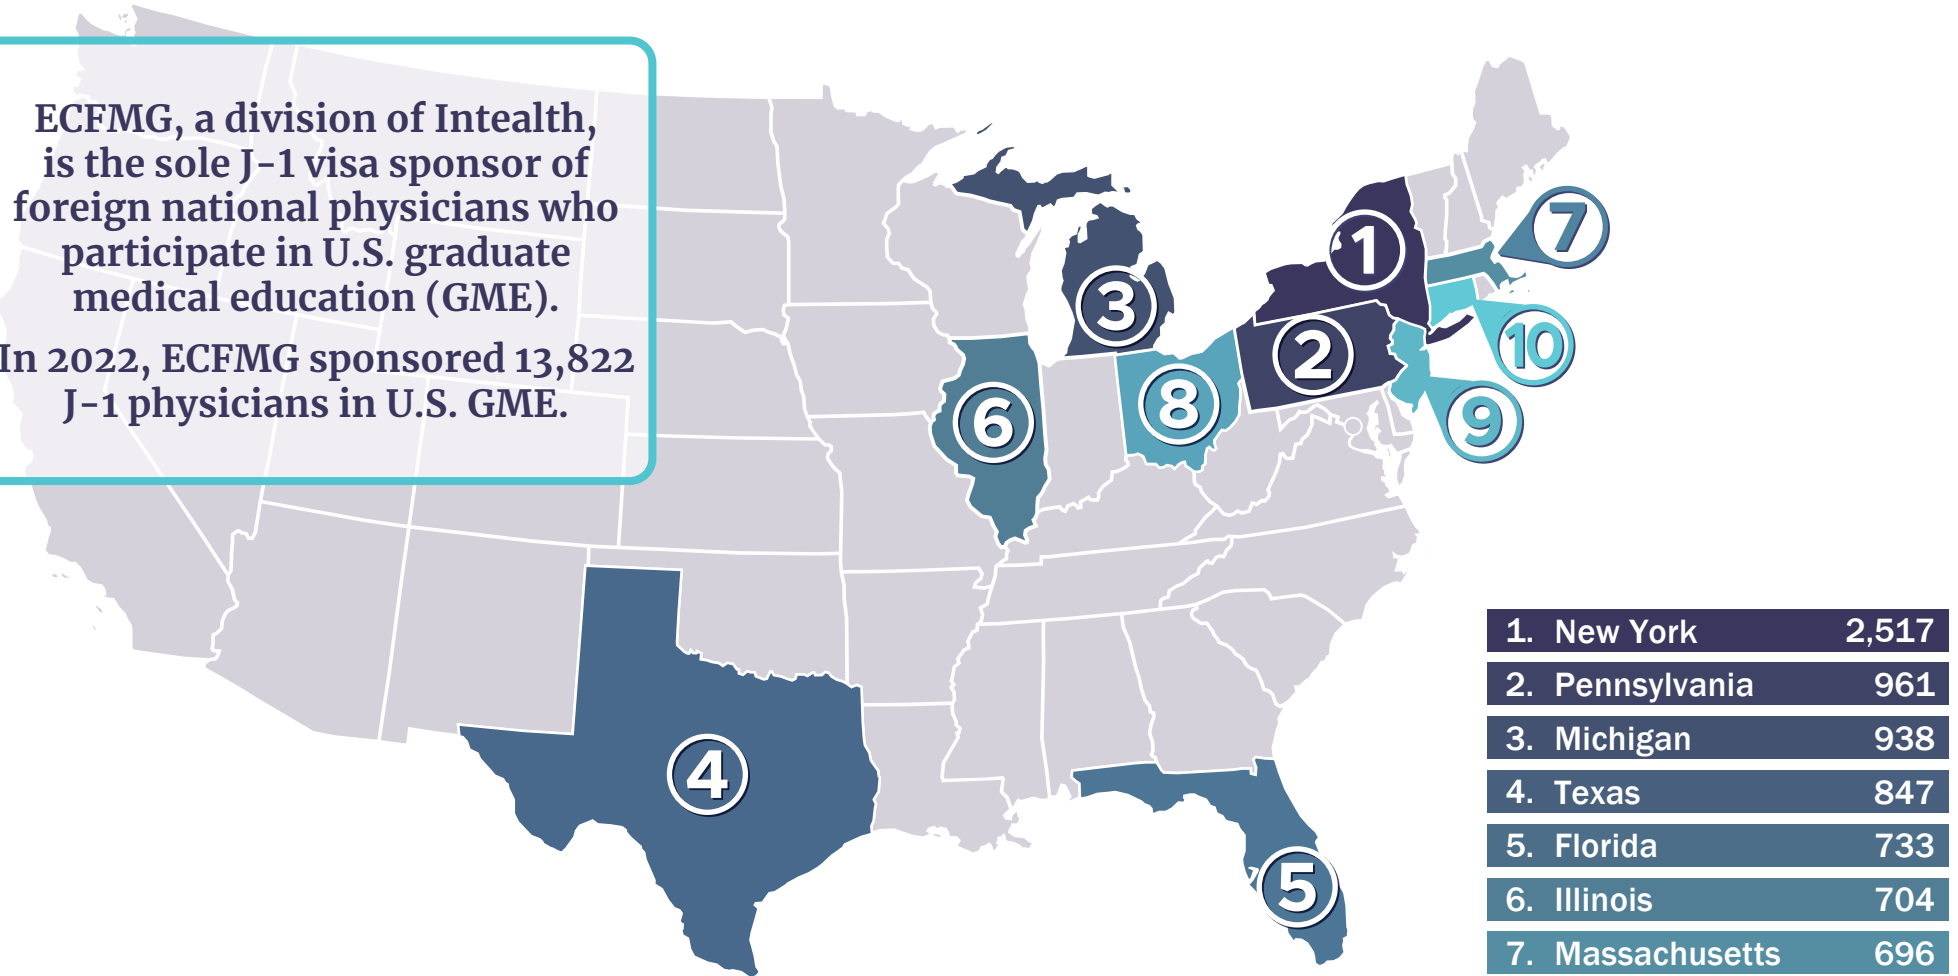 ECFMG, a division of Intealth,
is the sole J-1 visa sponsor of
foreign national physicians who
participate in U.S. graduate
medical education (GME).
In 2022, ECFMG sponsored 13,822
J-1 physicians in U.S. GME.
1
2
3
4
5
6
7
8
9
10
1. New York 2,517
2. Pennsylvania 961
3. Michigan 938
4. Texas 847
5. Florida 733
6. Illinois 704
7. Massachusetts 696